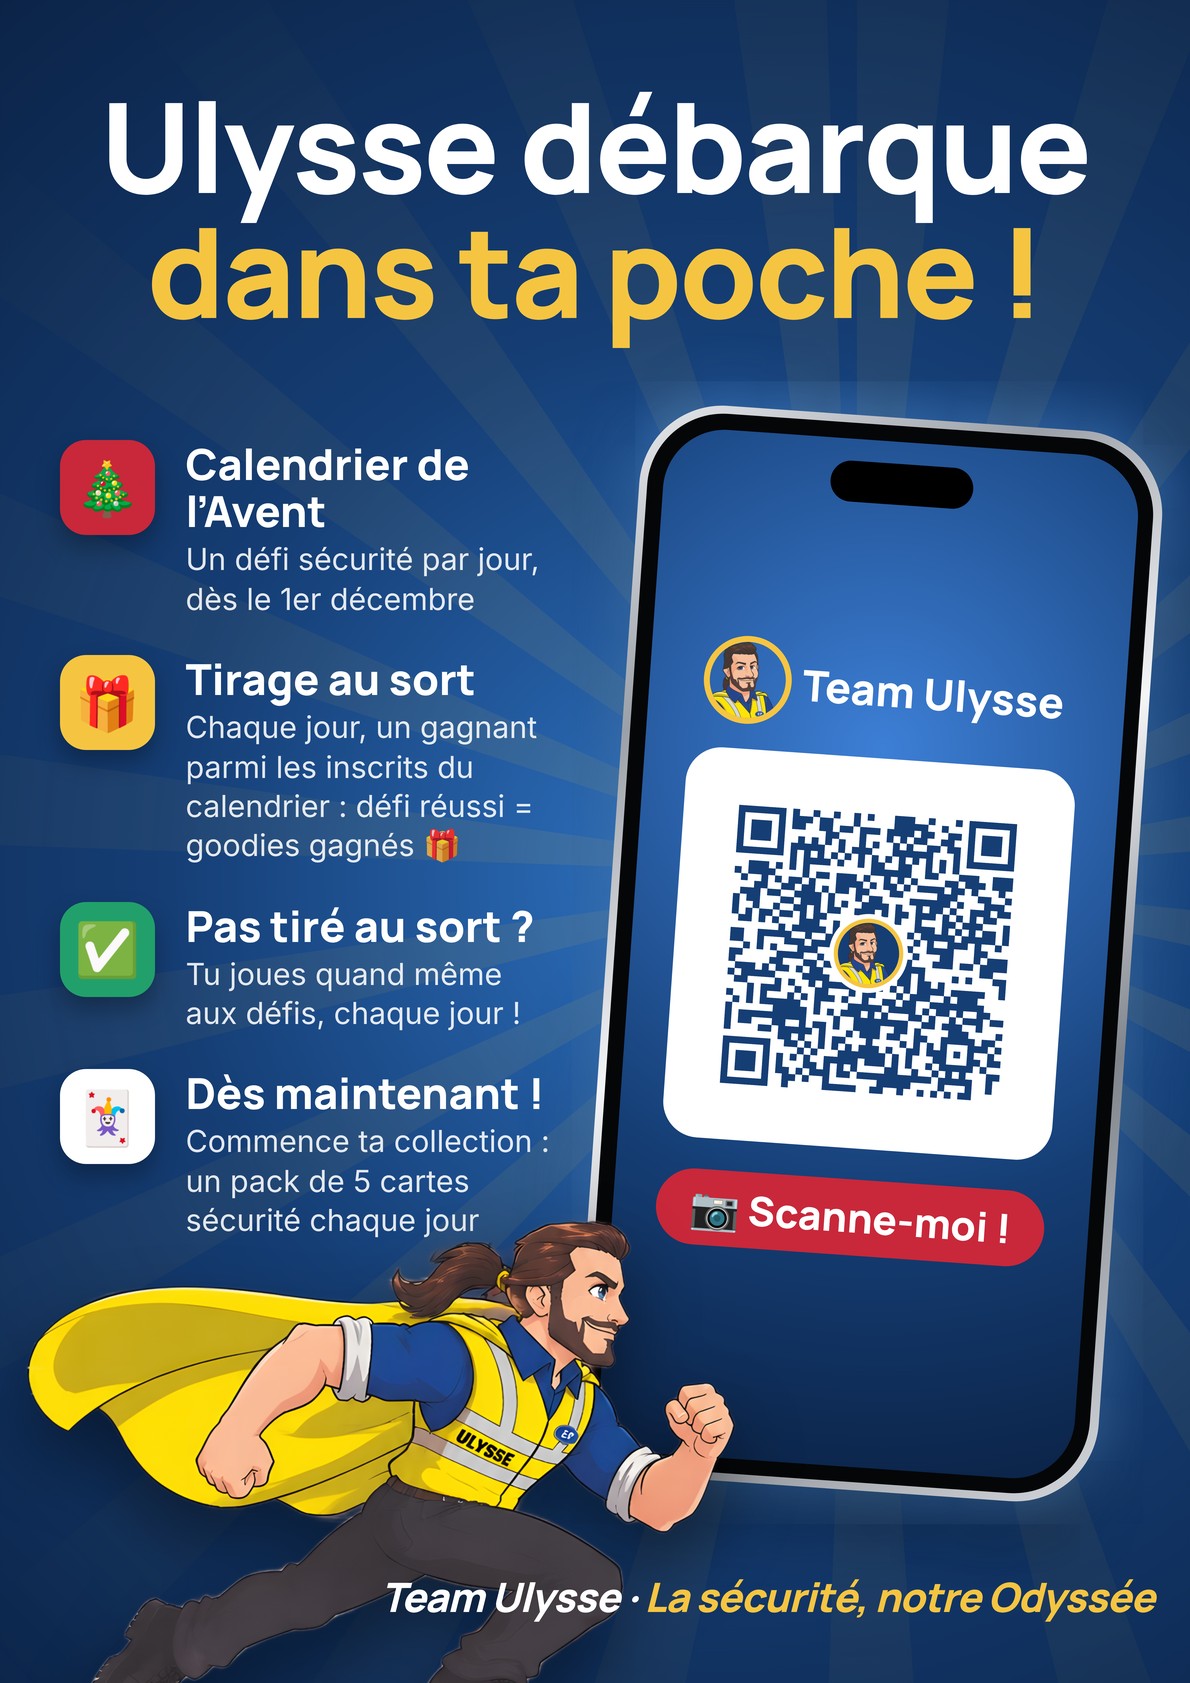 Ulysse débarque
dans ta poche !
Calendrier de
l’Avent
Un défi sécurité par jour,
dès le 1er décembre
Tirage au sort
Chaque jour, un gagnant
parmi les inscrits du
calendrier : défi réussi =
goodies gagnés 🎁
Pas tiré au sort ?
Tu joues quand même
aux défis, chaque jour !
Dès maintenant !
Commence ta collection :
un pack de 5 cartes
sécurité chaque jour
Team Ulysse
📷 Scanne-moi !
ULYSSE
Team Ulysse · La sécurité, notre Odyssée